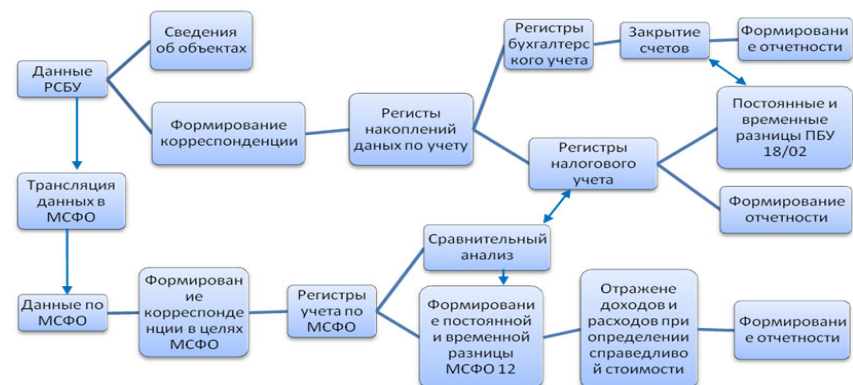 Сведения
об объектах
Данные
РСБУ
Формирование
корреспонденции
Регисты
накоплений
даных по учету
Регистры
бухгалтерс
кого учета
Закрытие
счетов
Формировани
е отчетности
Постоянные и
временные
разницы ПБУ
18/02
Регистры
налогового
учета
Формирование
отчетности
Трансляция
данных в
МСФО
Сравнительный
анализ
Данные по
МСФО
Формирован
ие
корреспонде
нции в целях
МСФО
Регистры
учета по
МСФО
Формировани
е постоянной
и временной
разницы
МСФО 12
Отражене
доходов и
расходов при
определении
справедливо
й стоимости
Формировани
е отчетности